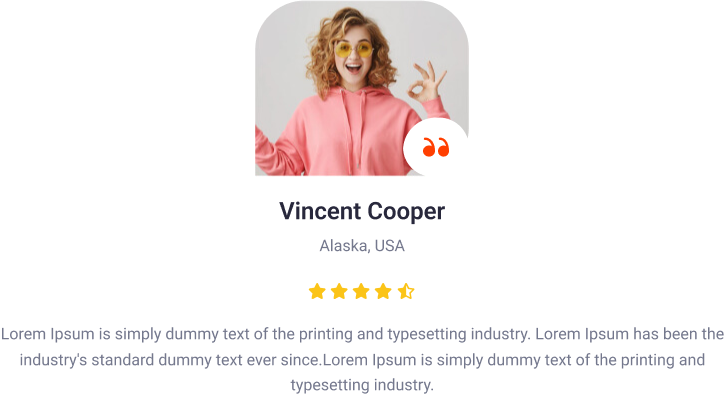 Vincent Cooper
Alaska, USA
Lorem Ipsum is simply dummy text of the printing and typesetting industry. Lorem Ipsum has been the
industry's standard dummy text ever since.Lorem Ipsum is simply dummy text of the printing and
typesetting industry.